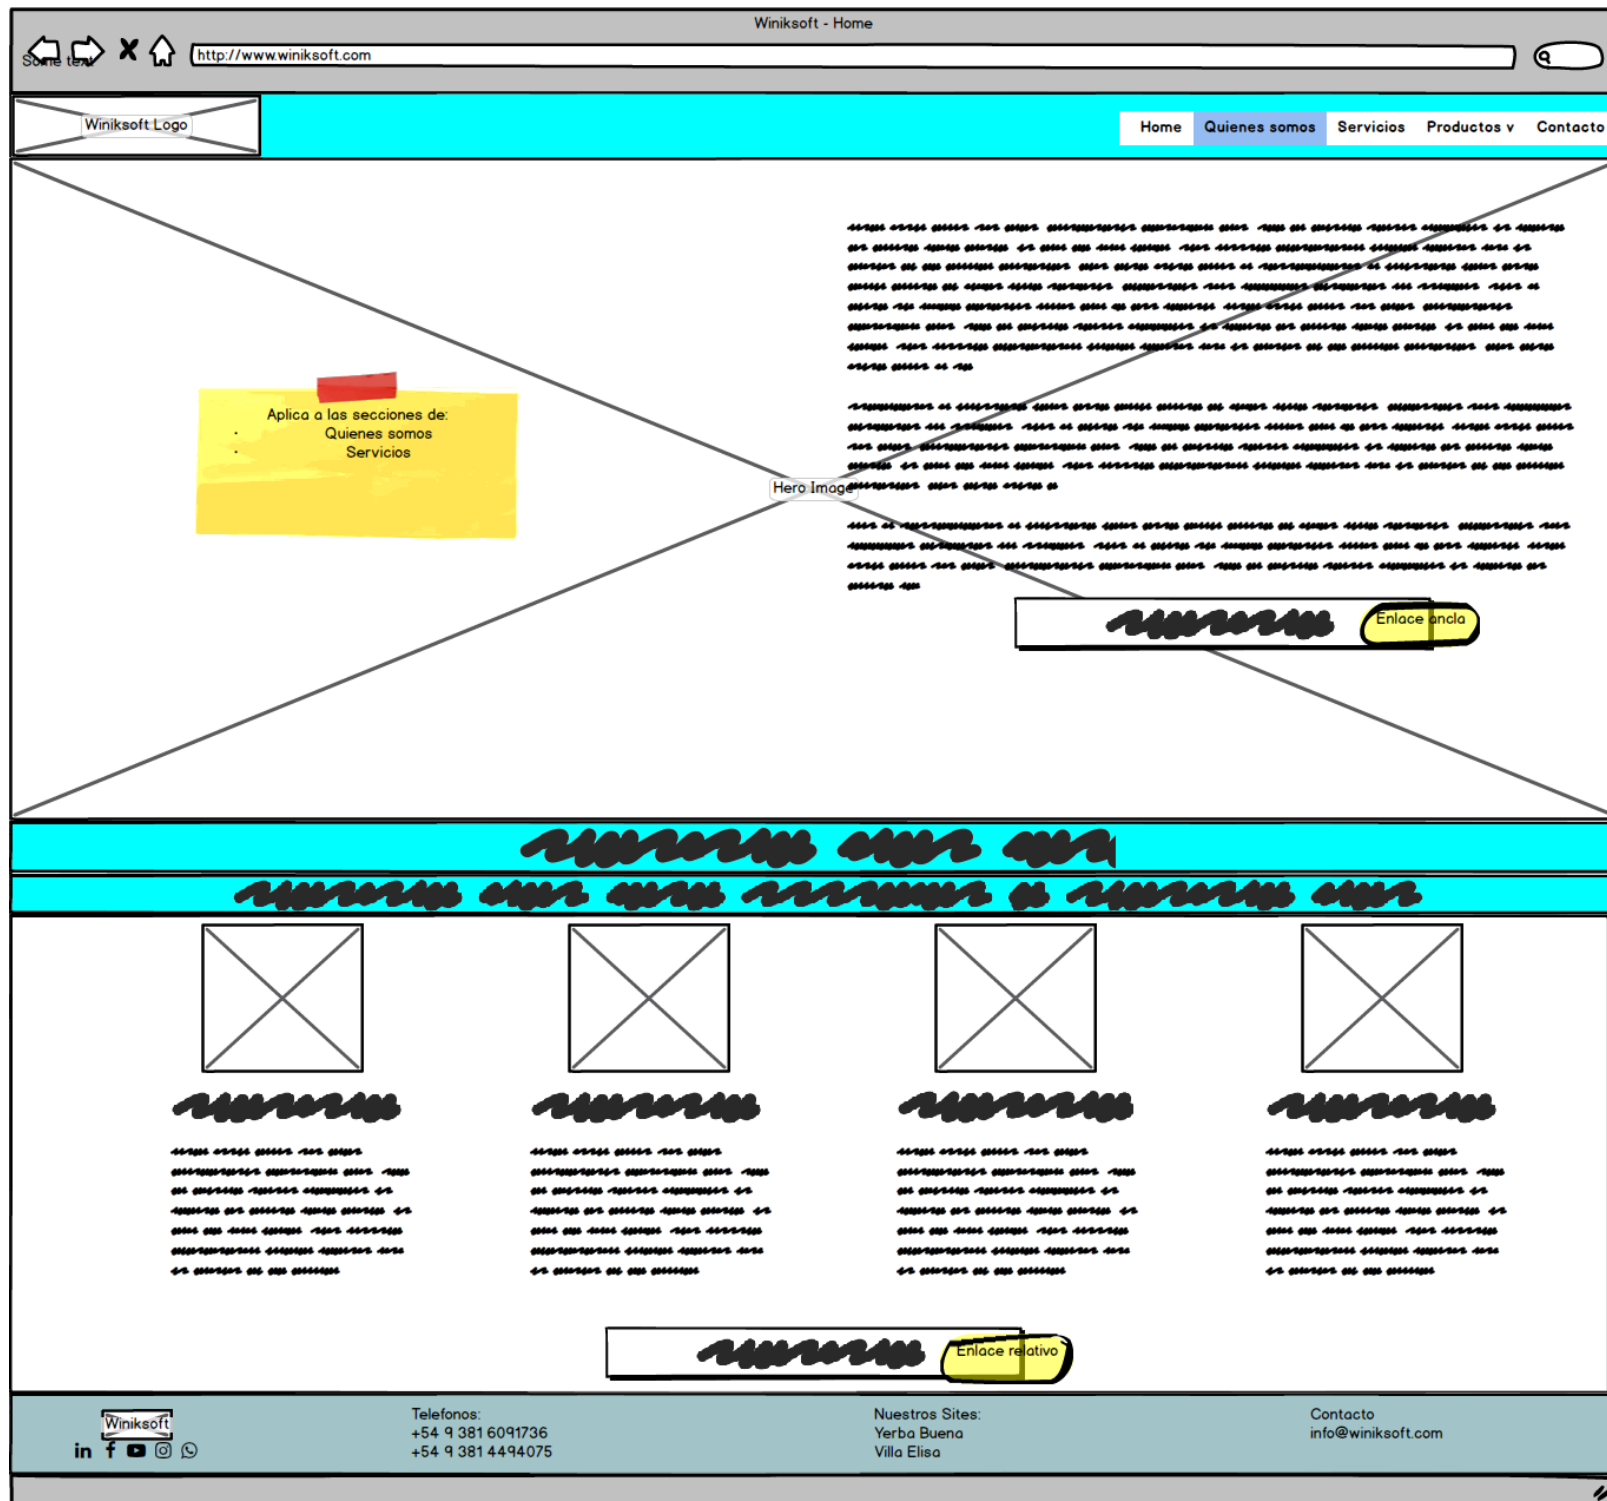 Winiksoft - Home
Some text
http://www.winiksoft.com
Winiksoft Logo
Home Quienes somos Servicios Productos v Contacto
Aplica a las secciones de:
· Quienes somos
· Servicios
Hero Image
Enlace ancla
Enlace relativo
Winiksoft
Telefonos:
+54 9 381 6091736
+54 9 381 4494075
Nuestros Sites:
Yerba Buena
Villa Elisa
Contacto
info@winiksoft.com